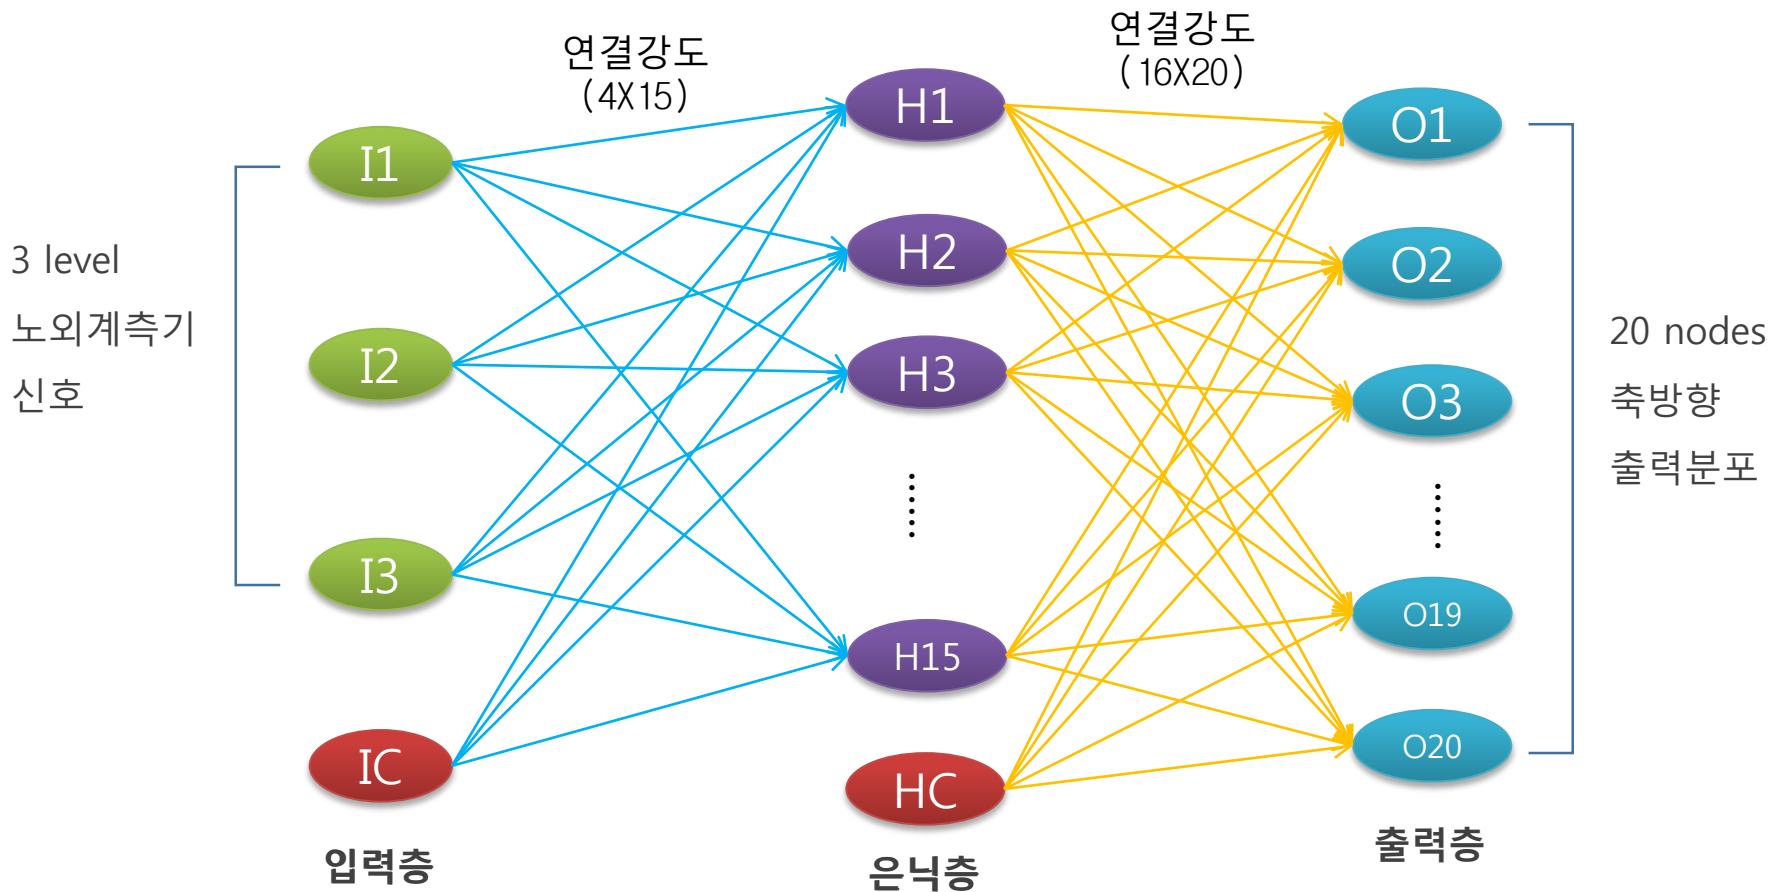 연결강도
(4X15)
연결강도
(16X20)
3 level
노외계측기
신호
I1
I2
I3
IC
입력층
H1
H2
H3
······
H15
HC
은닉층
O1
O2
O3
······
O19
O20
출력층
20 nodes
축방향
출력분포